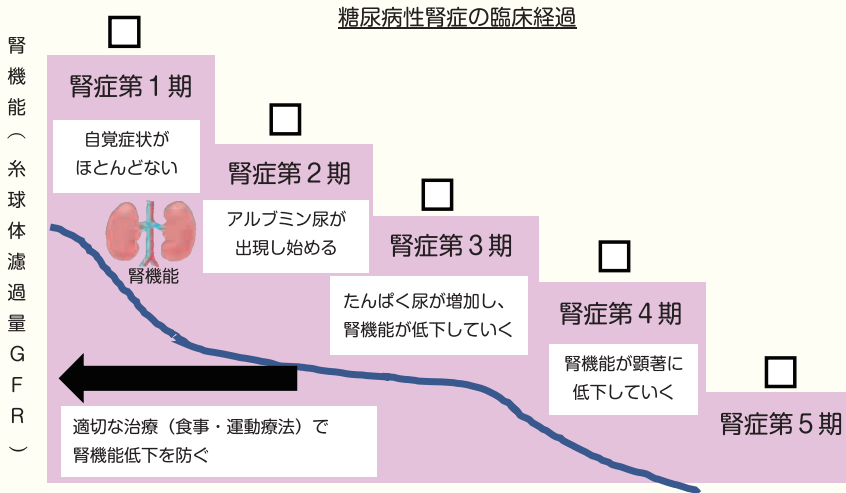 糖尿病性腎症の臨床経過
腎機能（糸球体濾過量GFR）
腎症第１期
自覚症状が
ほとんどない
腎機能
腎症第２期
アルブミン尿が
出現し始める
腎症第３期
たんぱく尿が増加し、
腎機能が低下していく
腎症第４期
腎機能が顕著に
低下していく
腎症第５期
適切な治療（食事・運動療法）で
腎機能低下を防ぐ